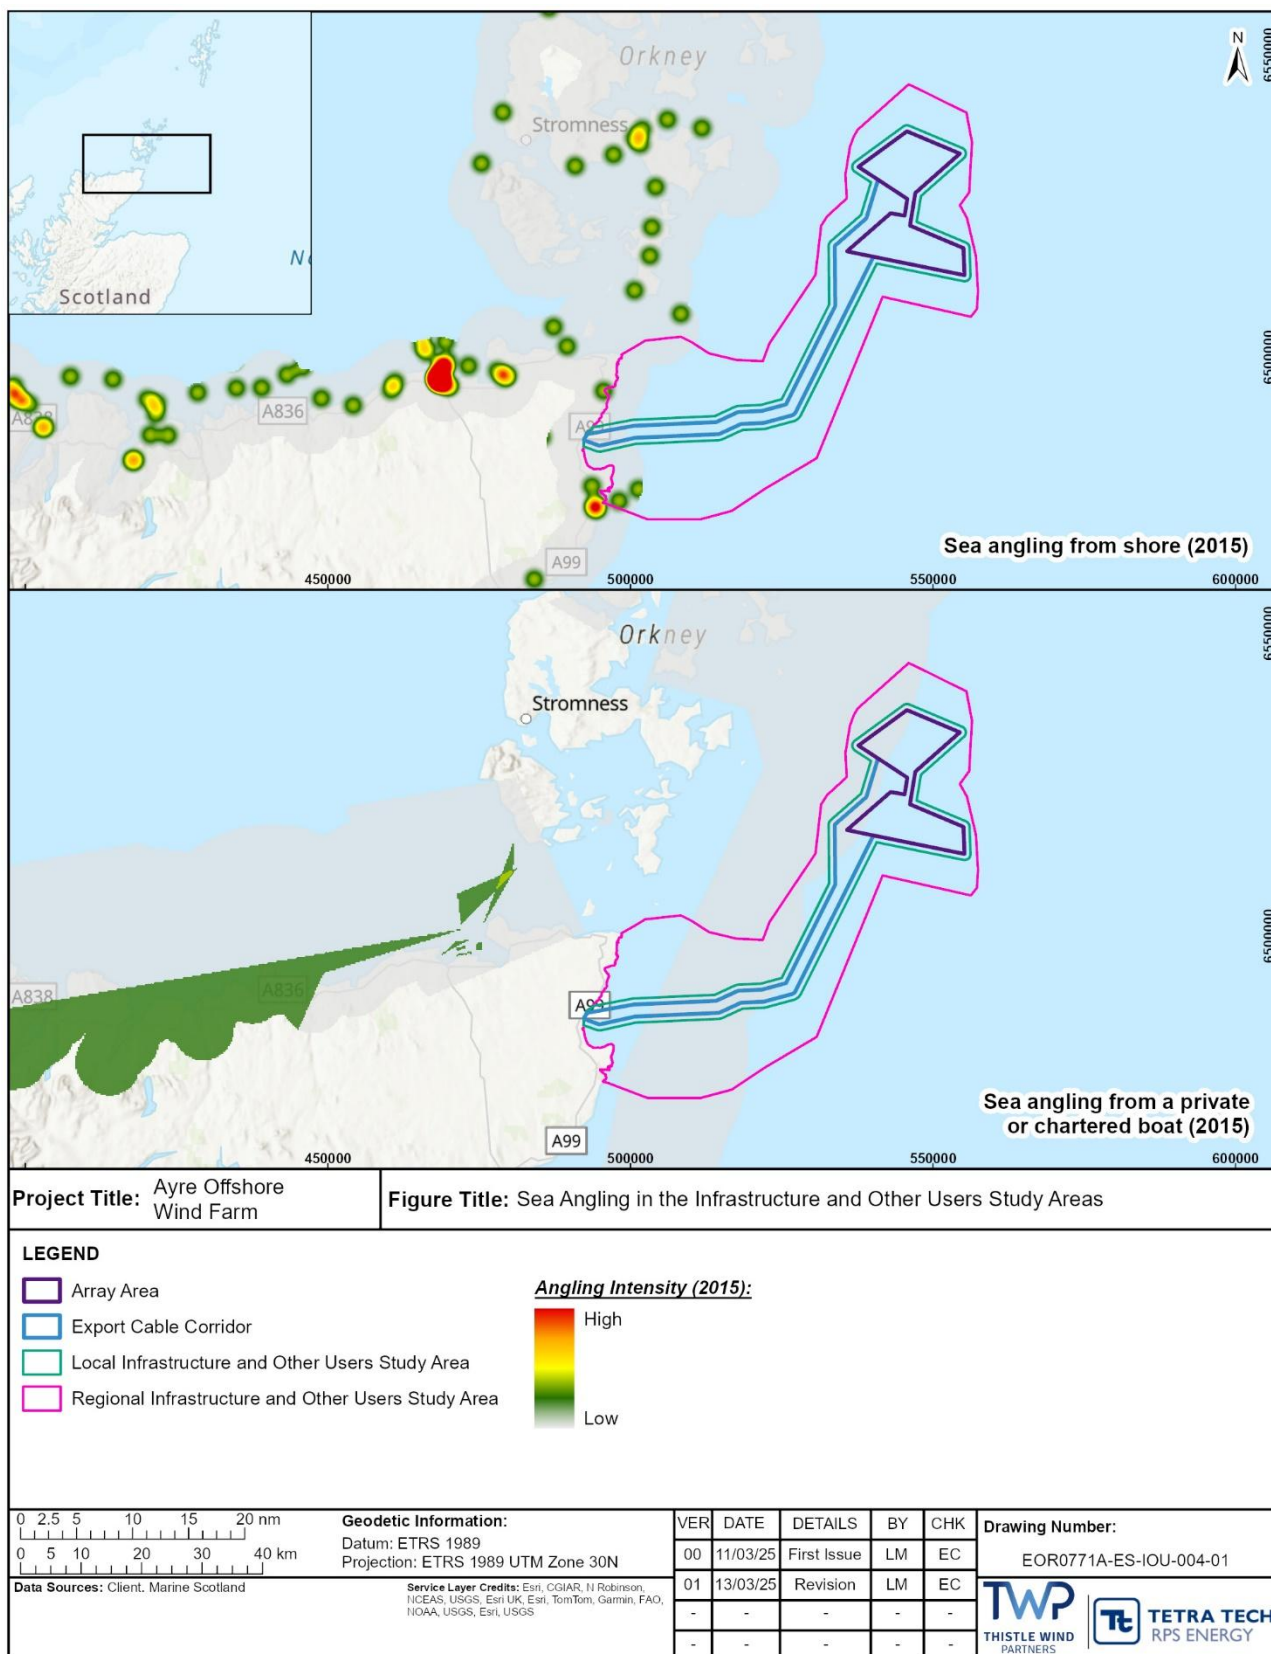 Orkney
N
6550000
Stromness
N
Scotland
6500000
A838
A836
A99
A99
Sea angling from shore (2015)
450000
500000
550000
600000
Orkney
6550000
Stromness
6500000
A838
A836
A99
A99
Sea angling from a private
or chartered boat (2015)
450000
500000
550000
600000
Project Title: Ayre Offshore
Wind Farm
Figure Title: Sea Angling in the Infrastructure and Other Users Study Areas
LEGEND
Array Area
Export Cable Corridor
Local Infrastructure and Other Users Study Area
Regional Infrastructure and Other Users Study Area
Angling Intensity (2015):
High
Low
0 2.5 5 10 15 20 nm
0 5 10 20 30 40 km
Geodetic Information:
Datum: ETRS 1989
Projection: ETRS 1989 UTM Zone 30N
Data Sources: Client. Marine Scotland
Service Layer Credits: Esri, CGIAR, N Robinson,
NCEAS, USGS, Esri UK, Esri, TomTom, Garmin, FAO,
NOAA, USGS, Esri, USGS
VER DATE DETAILS BY CHK
00 11/03/25 First Issue LM EC
01 13/03/25 Revision LM EC
- - - - -
- - - - -
Drawing Number:
EOR0771A-ES-IOU-004-01
TWP
THISTLE WIND
PARTNERS
Tt
TETRA TECH
RPS ENERGY